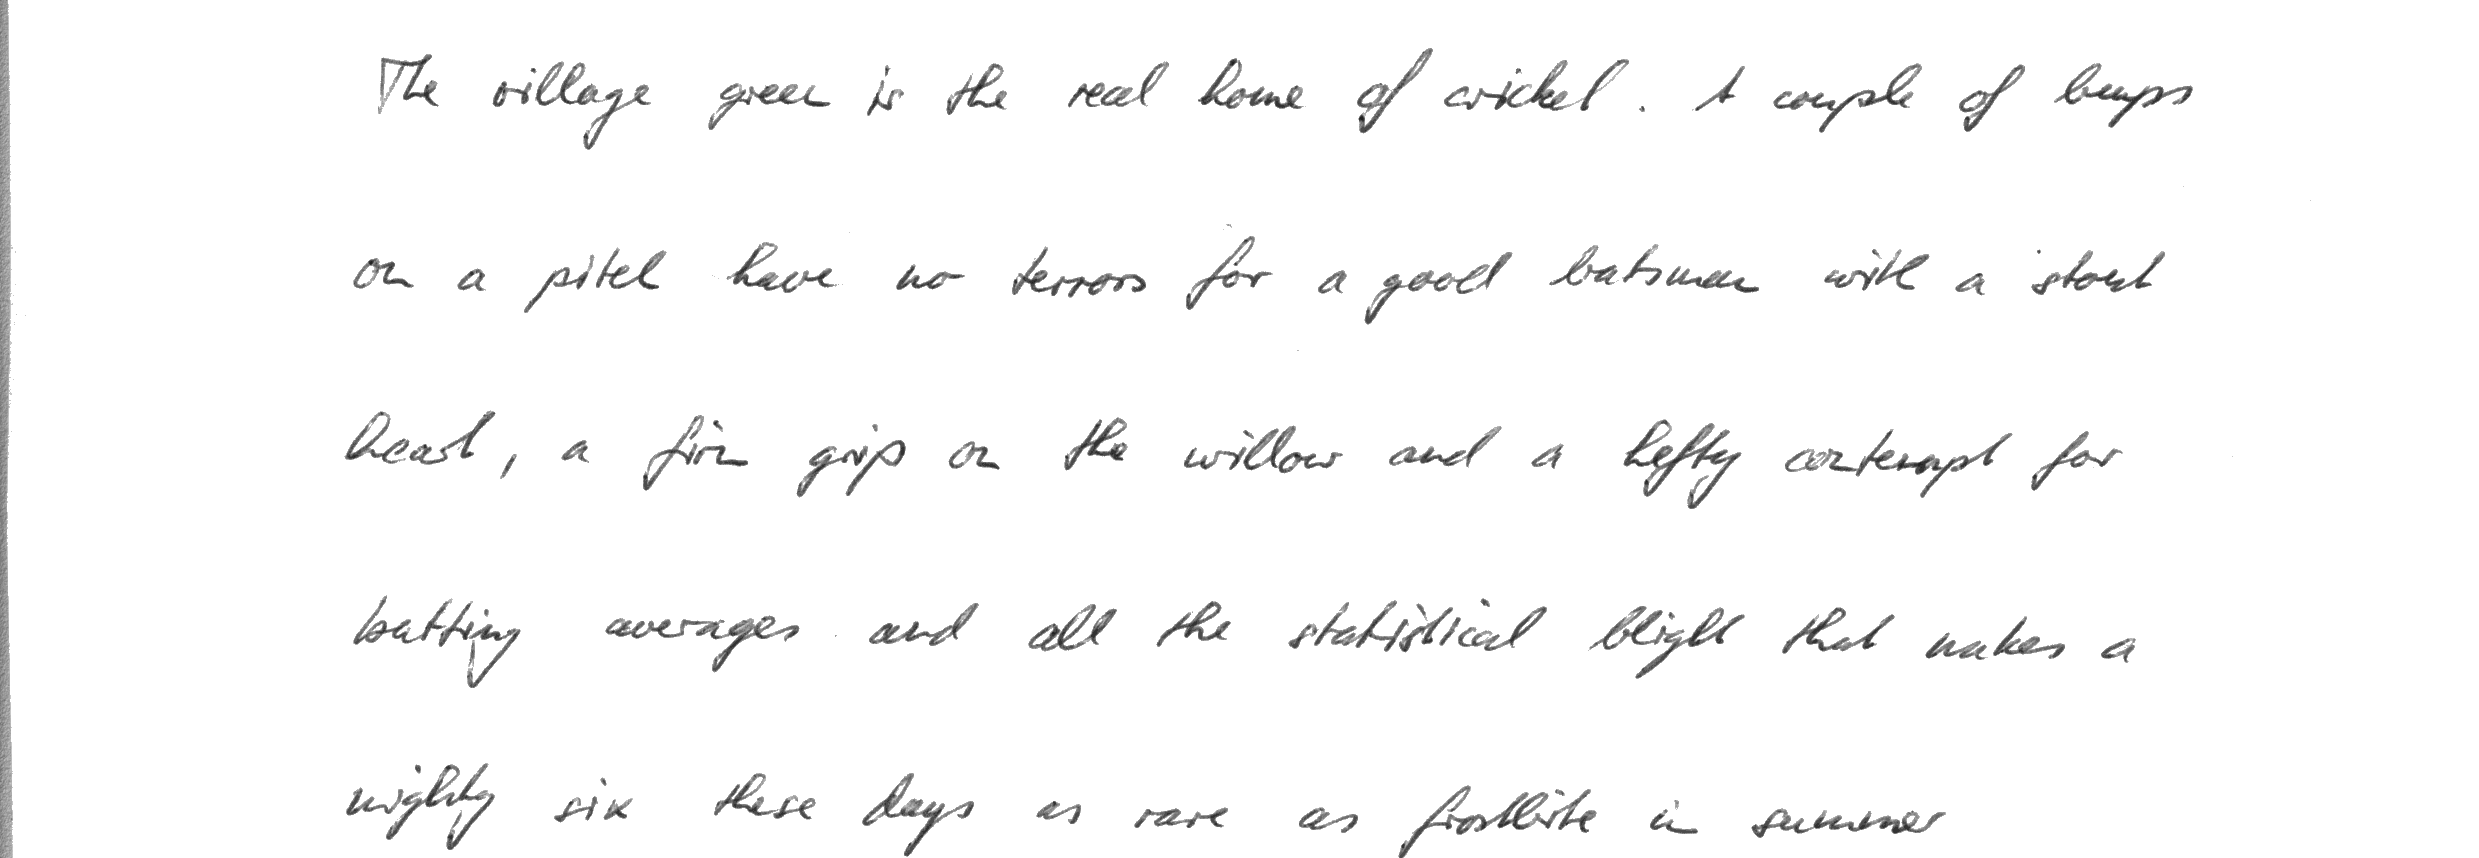 The village green is the real home of cricket. A couple of bumps
on a pitch have no terrors for a good batsman with a stout
heart, a firm grip on the willow and a hefty contempt for
batting averages and all the statistical blight that makes a
mighty six these days as rare as frostbite in summer